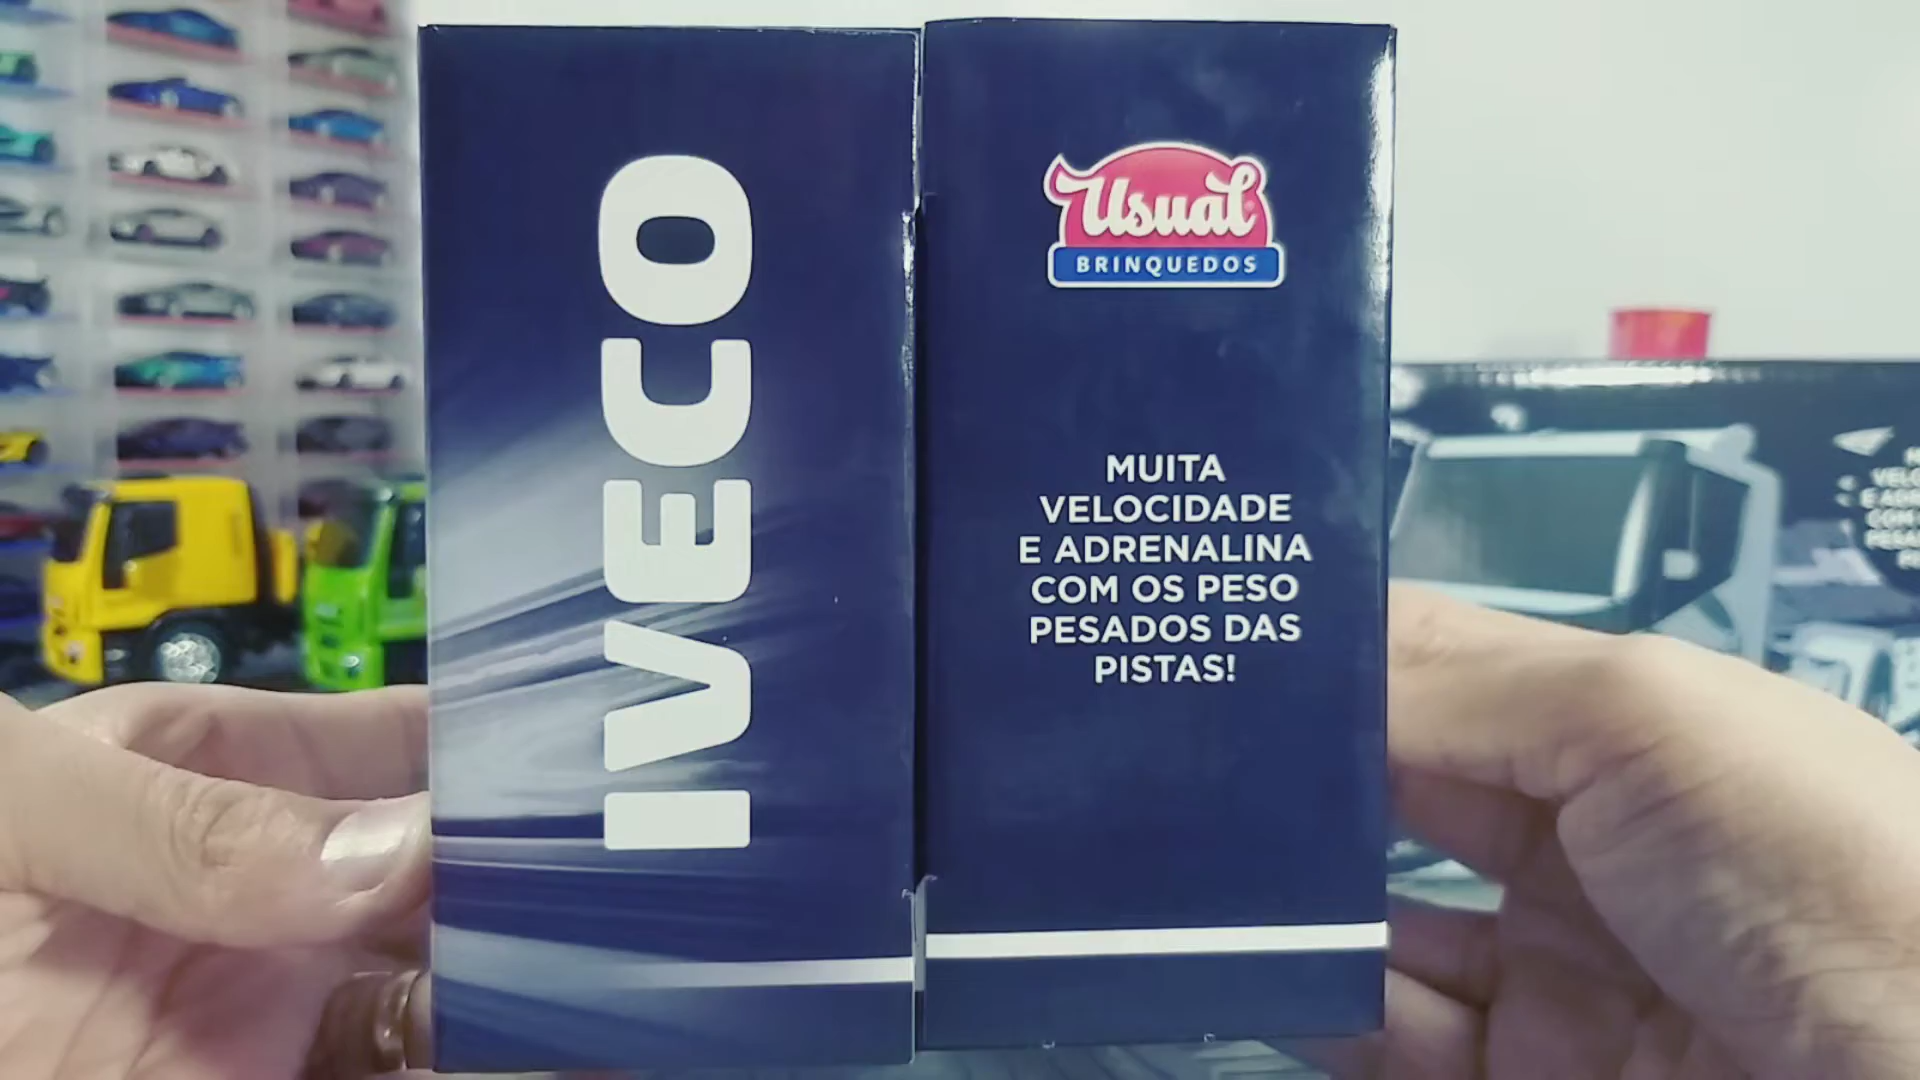 IVECO
Usual
BRINQUEDOS
MUITA
VELOCIDADE
E ADRENALINA
COM OS PESO
PESADOS DAS
PISTAS!